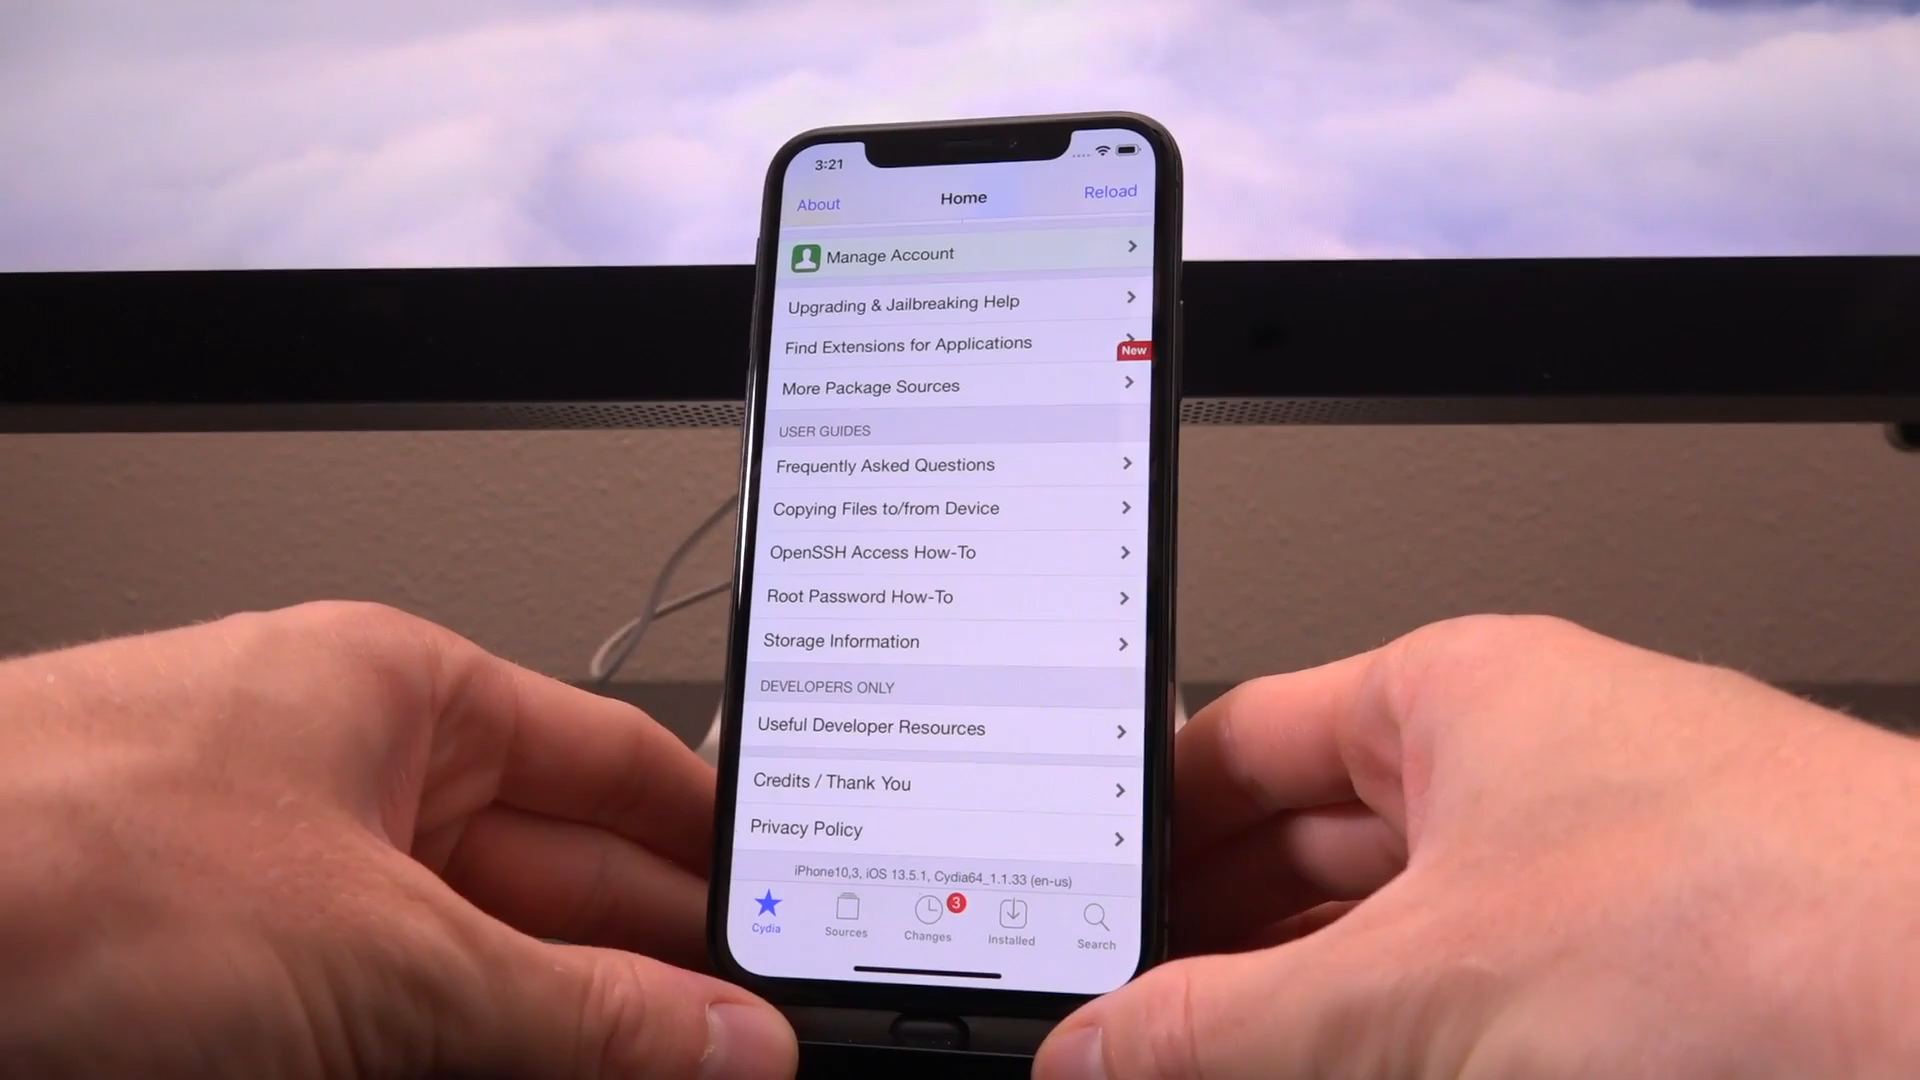 3:21
About
Home
Reload
Manage Account
Upgrading & Jailbreaking Help
Find Extensions for Applications
New
More Package Sources
USER GUIDES
Frequently Asked Questions
Copying Files to/from Device
OpenSSH Access How-To
Root Password How-To
Storage Information
DEVELOPERS ONLY
Useful Developer Resources
Credits / Thank You
Privacy Policy
iPhone10,3, iOS 13.5.1, Cydia64_1.1.33 (en-us)
3
Cydia
Sources
Changes
Installed
Search